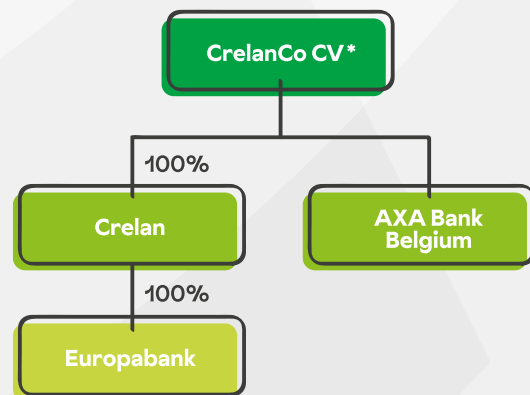 CrelanCo CV*
100%
Crelan
AXA Bank
Belgium
100%
Europabank